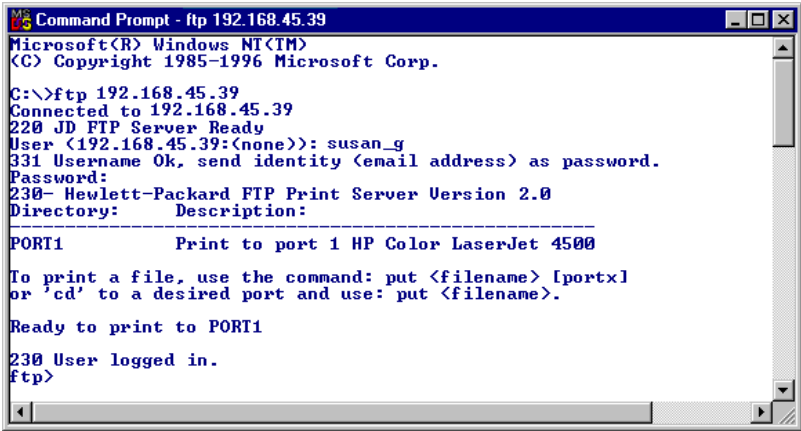 Command Prompt - ftp 192.168.45.39
Microsoft(R) Windows NT(TM)
(C) Copyright 1985-1996 Microsoft Corp.
C:\>ftp 192.168.45.39
Connected to 192.168.45.39
220 JD FTP Server Ready
User (192.168.45.39:(none)): susan_g
331 Username Ok, send identity (email address) as password.
Password:
230- Hewlett-Packard FTP Print Server Version 2.0
Directory: Description:
--------------------------------------------------
PORT1 Print to port 1 HP Color LaserJet 4500
To print a file, use the command: put <filename> [portx]
or 'cd' to a desired port and use: put <filename>.
Ready to print to PORT1
230 User logged in.
ftp>